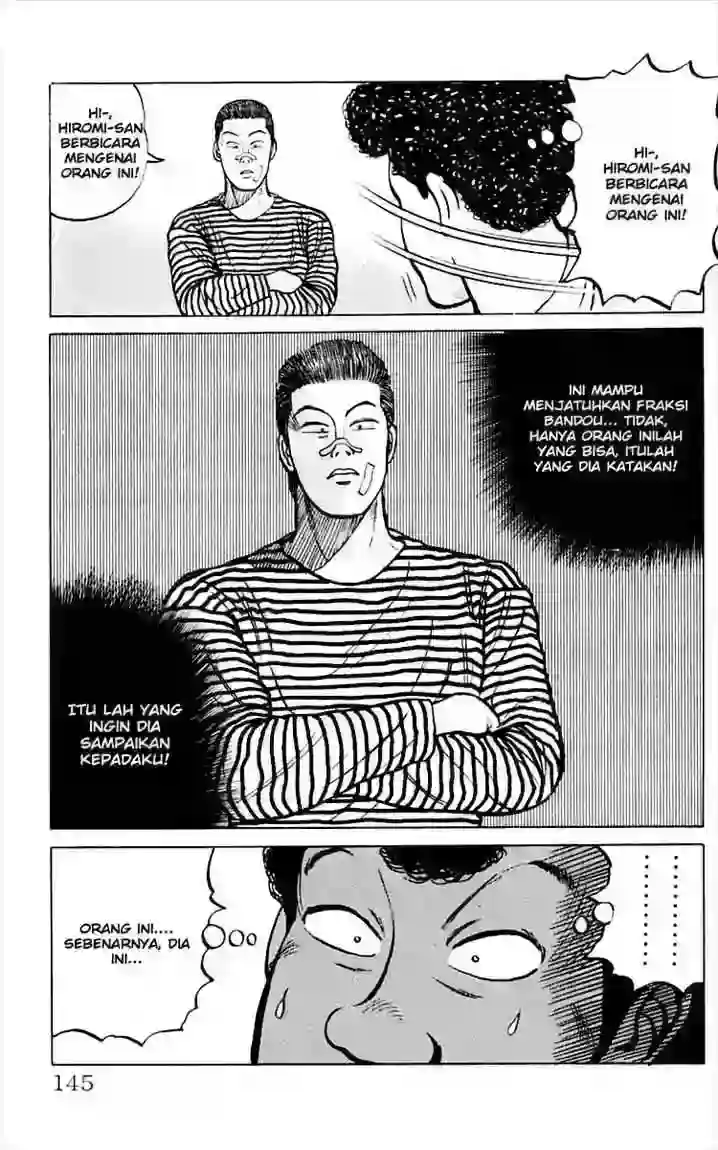 HI-,
HIROMI-SAN
BERBICARA
MENGENAI
ORANG INI!
HI-,
HIROMI-SAN
BERBICARA
MENGENAI
ORANG INI!
INI MAMPU
MENJATUHKAN FRAKSI
BANDOU... TIDAK,
HANYA ORANG INILAH
YANG BISA, ITULAH
YANG DIA KATAKAN!
ITU LAH YANG
INGIN DIA
SAMPAIKAN
KEPADAKU!
ORANG INI....
SEBENARNYA, DIA
INI...
145